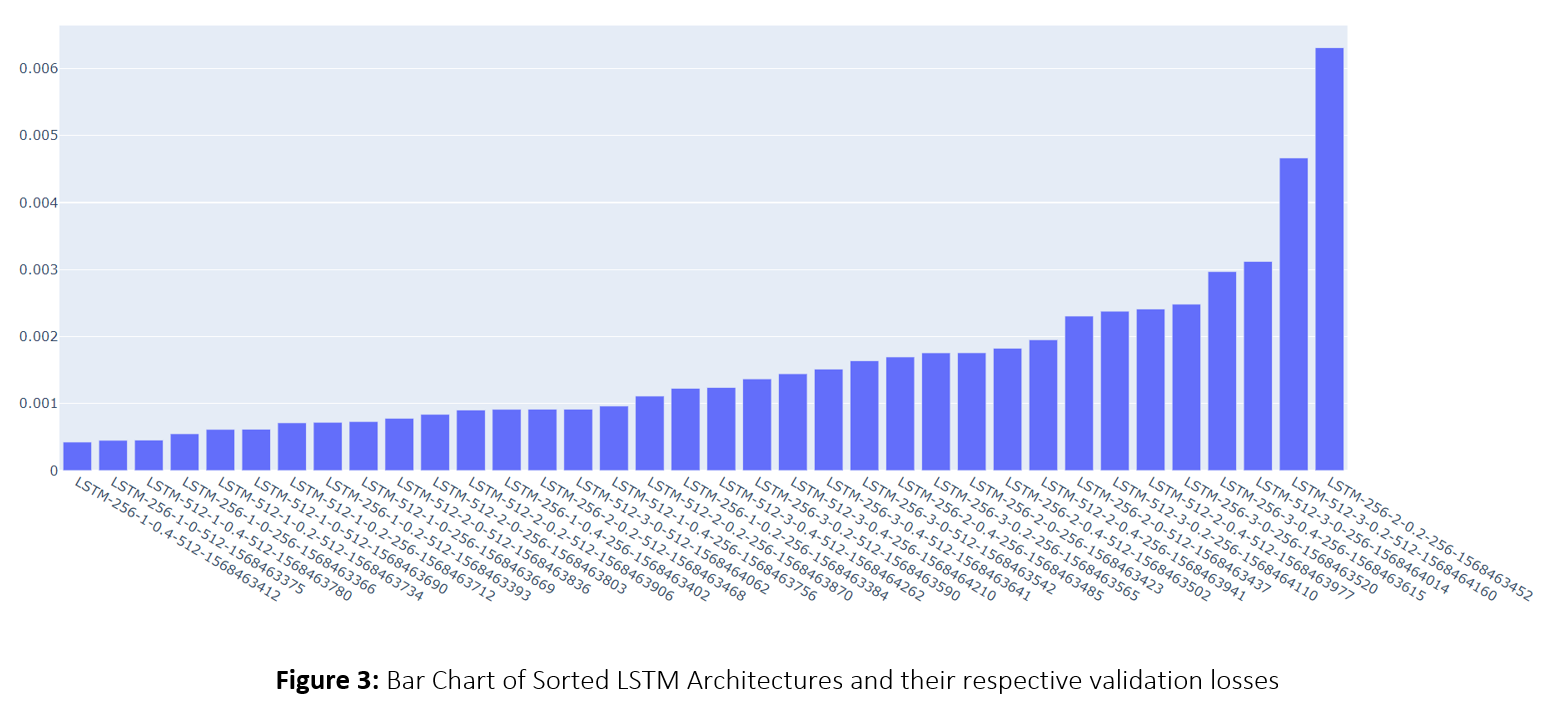 0.006
0.005
0.004
0.003
0.002
0.001
0
LSTM-256-1-0.4-512-1568463412
LSTM-256-1-0-512-1568463375
LSTM-512-1-0.4-512-1568463780
LSTM-256-1-0-256-1568463366
LSTM-512-1-0.2-512-1568463734
LSTM-512-1-0-512-1568463690
LSTM-512-1-0.2-256-1568463712
LSTM-256-1-0.2-512-1568463393
LSTM-512-1-0-256-1568463669
LSTM-512-2-0-512-1568463836
LSTM-512-2-0-256-1568463803
LSTM-512-2-0.2-512-1568463906
LSTM-256-1-0.4-256-1568463402
LSTM-256-2-0.2-512-1568463468
LSTM-512-3-0-512-1568464062
LSTM-512-1-0.4-256-1568463756
LSTM-512-2-0.2-256-1568463870
LSTM-256-1-0.2-256-1568463384
LSTM-512-3-0.4-512-1568464262
LSTM-256-3-0.2-512-1568463590
LSTM-512-3-0.4-256-1568464210
LSTM-256-3-0.4-512-1568463641
LSTM-256-3-0-512-1568463542
LSTM-256-2-0.4-256-1568463485
LSTM-256-3-0.2-256-1568463565
LSTM-256-2-0-256-1568463423
LSTM-256-2-0.4-512-1568463502
LSTM-512-2-0.4-256-1568463941
LSTM-256-2-0-512-1568463437
LSTM-512-3-0.2-256-1568464110
LSTM-512-2-0.4-512-1568463977
LSTM-256-3-0-256-1568463520
LSTM-256-3-0.4-256-1568463615
LSTM-512-3-0-256-1568464014
LSTM-512-3-0.2-512-1568464160
LSTM-256-2-0.2-256-1568463452
Figure 3: Bar Chart of Sorted LSTM Architectures and their respective validation losses